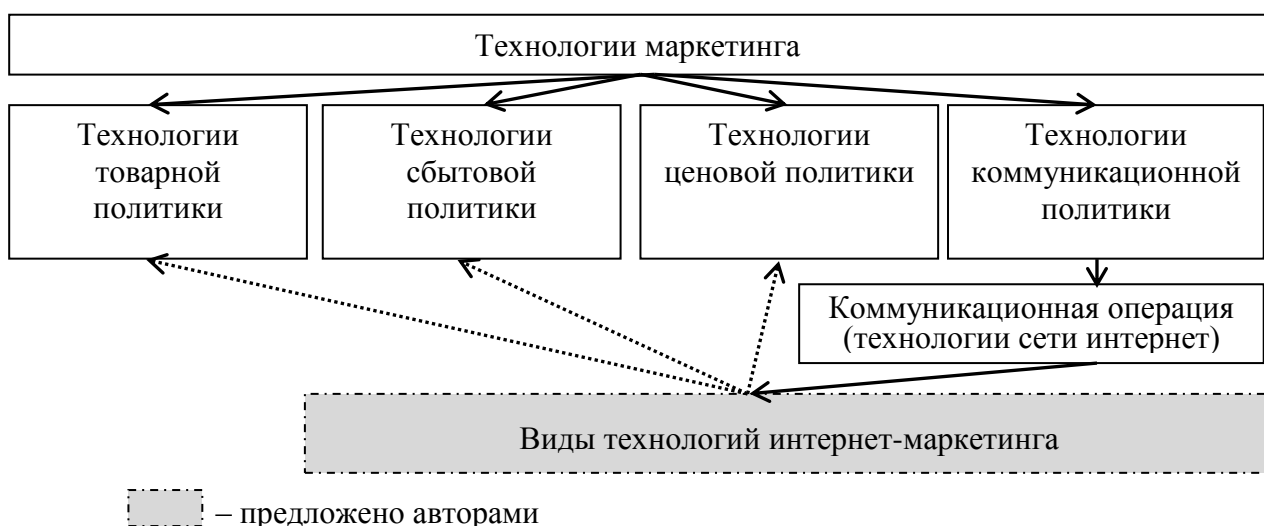 Технологии маркетинга
Технологии
товарной
политики
Технологии
сбытовой
политики
Технологии
ценовой политики
Технологии
коммуникационной
политики
Коммуникационная операция
(технологии сети интернет)
Виды технологий интернет-маркетинга
– предложено авторами